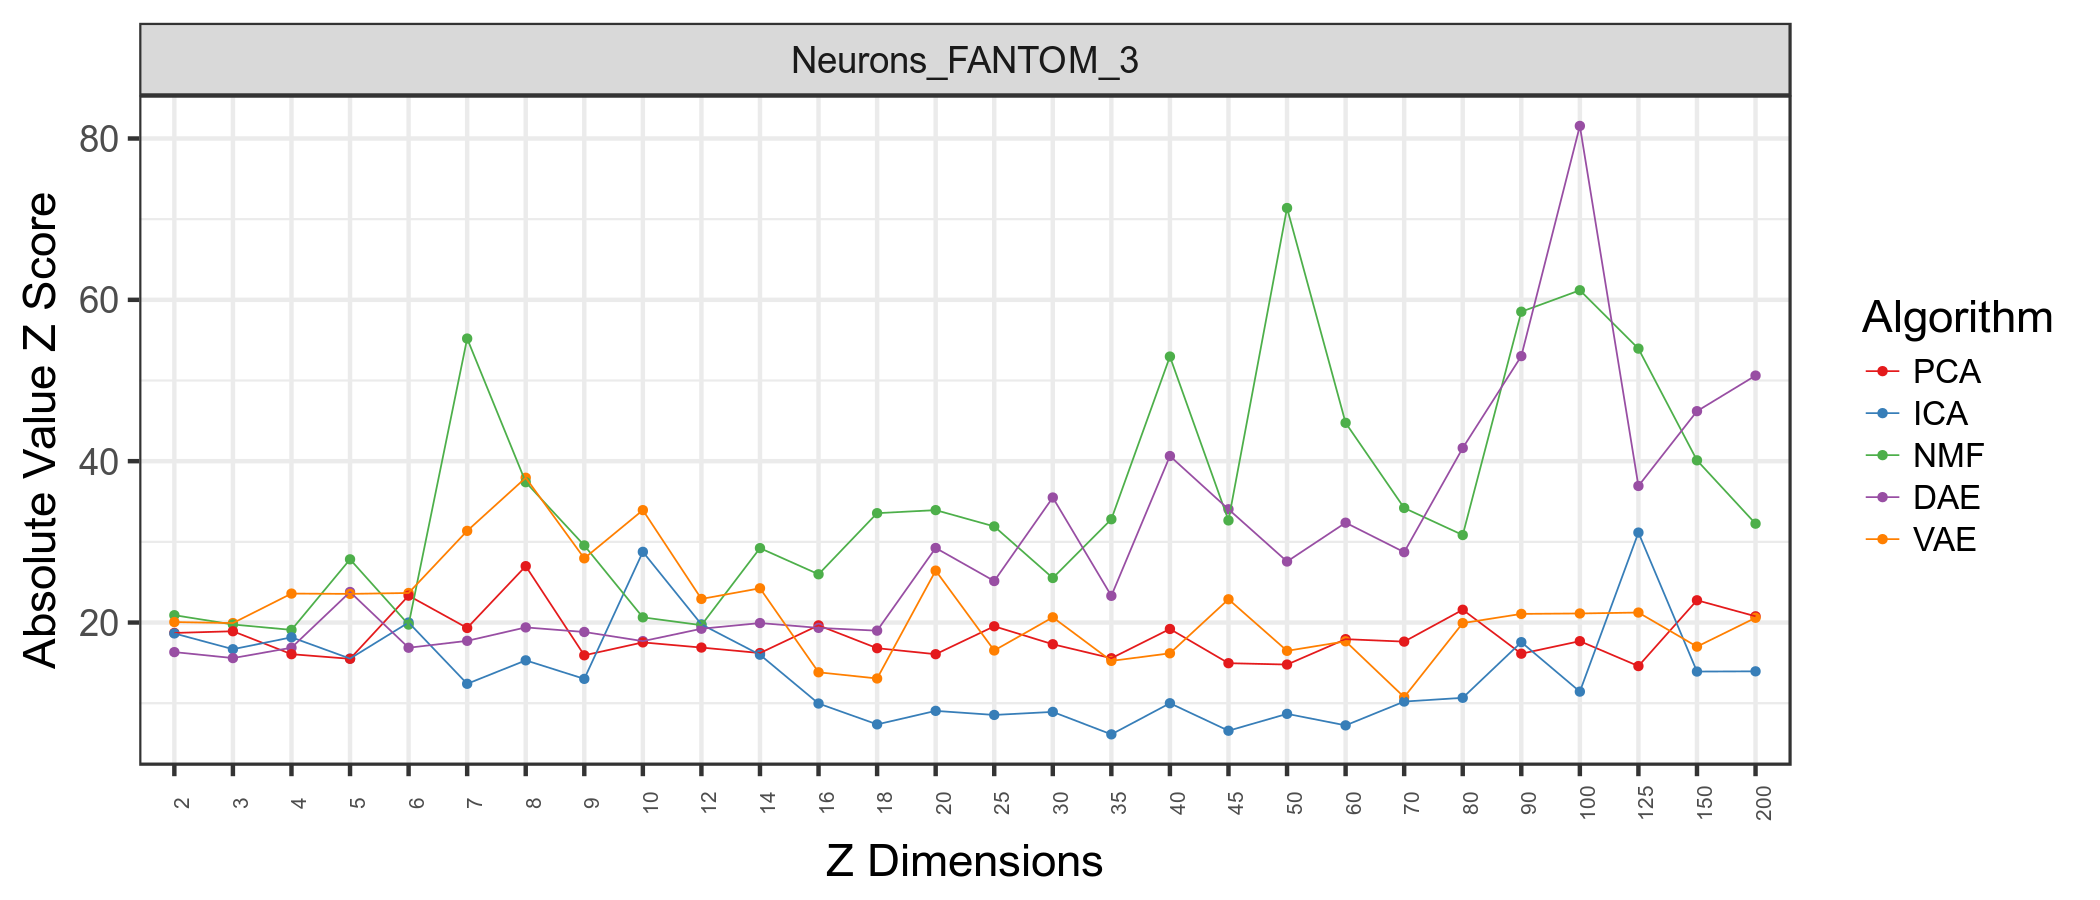 Neurons_FANTOM_3
Absolute Value Z Score
80
60
40
20
2 3 4 5 6 7 8 9 10 12 14 16 18 20 25 30 35 40 45 50 60 70 80 90 100 125 150 200
Z Dimensions
Algorithm
PCA
ICA
NMF
DAE
VAE